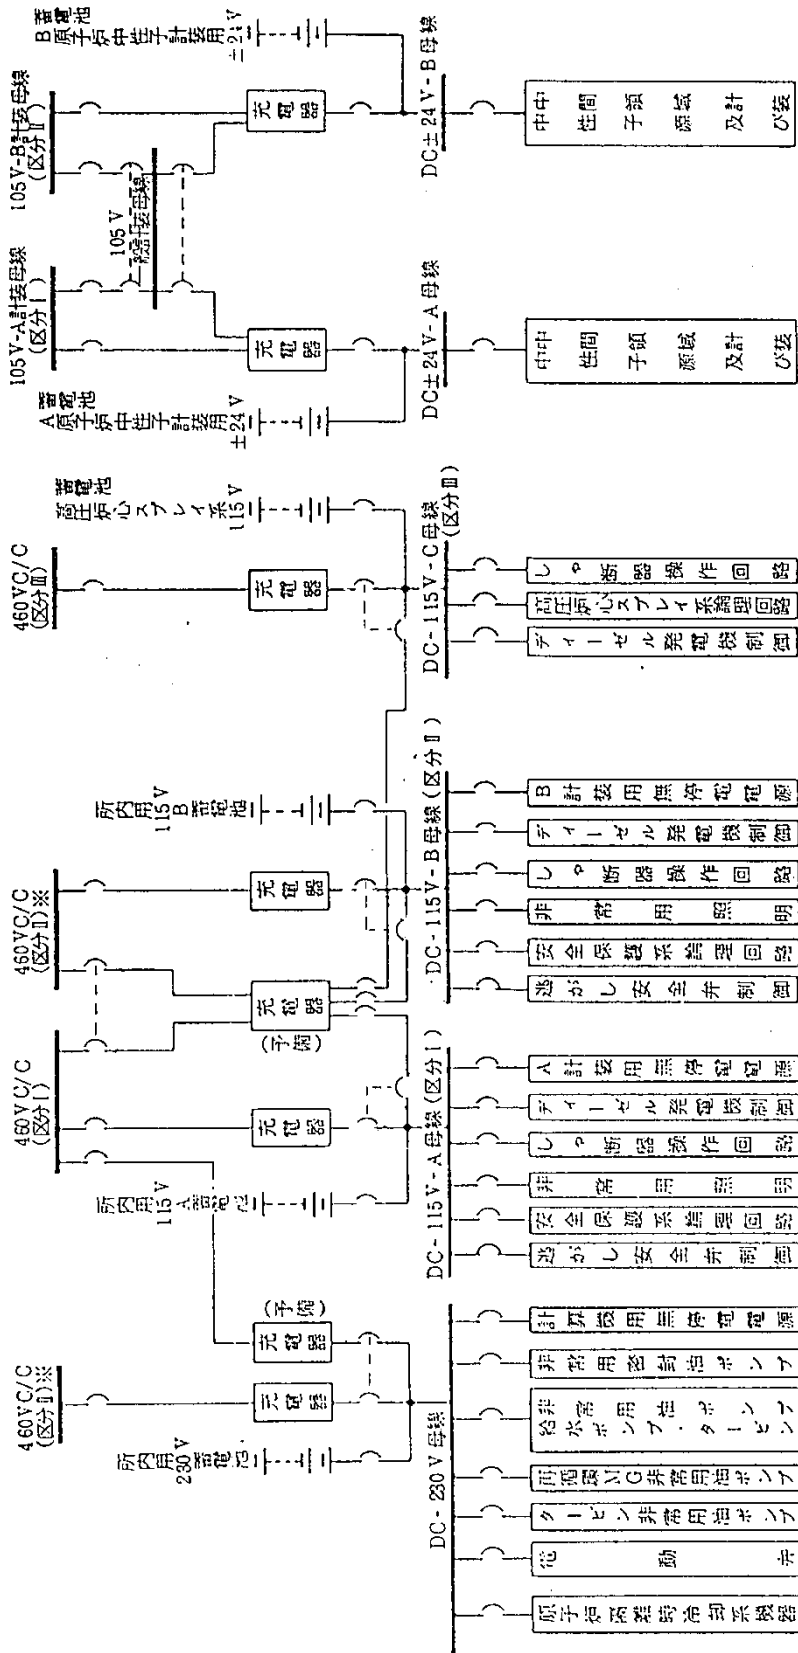 460VC/C
(区分Ⅱ)※
460VC/C
(区分Ⅰ)
460VC/C
(区分Ⅱ)※
460VC/C
(区分Ⅲ)
105V-A計装母線
(区分Ⅰ)
105V-B計装母線
(区分Ⅱ)
105V
一般計装母線
所内用
230V
蓄電池
充電器
充電器
(予備)
所内用
115V
A蓄電池
充電器
充電器
(予備)
充電器
所内用
115V
B蓄電池
充電器
高圧炉心スプレイ系
蓄電池
115V
A原子炉中性子計装用
蓄電池
±24V
充電器
充電器
B原子炉中性子計装用
蓄電池
±24V
DC-230V母線
原子炉隔離時冷却系機器
電動弁
タービン非常用油ポンプ
再循環MG非常用油ポンプ
給水ポンプ・タービン
非常用油ポンプ
非常用密封油ポンプ
計算機用無停電電源
DC-115V-A母線(区分Ⅰ)
逃がし安全弁制御
安全保護系論理回路
非常用照明
しゃ断器操作回路
ディーゼル発電機制御
A計装用無停電電源
DC-115V-B母線(区分Ⅱ)
逃がし安全弁制御
安全保護系論理回路
非常用照明
しゃ断器操作回路
ディーゼル発電機制御
B計装用無停電電源
DC-115V-C母線
(区分Ⅲ)
ディーゼル発電機制御
高圧炉心スプレイ系論理回路
しゃ断器操作回路
DC±24V-A母線
中性子源及び
中間領域計装
DC±24V-B母線
中性子源及び
中間領域計装